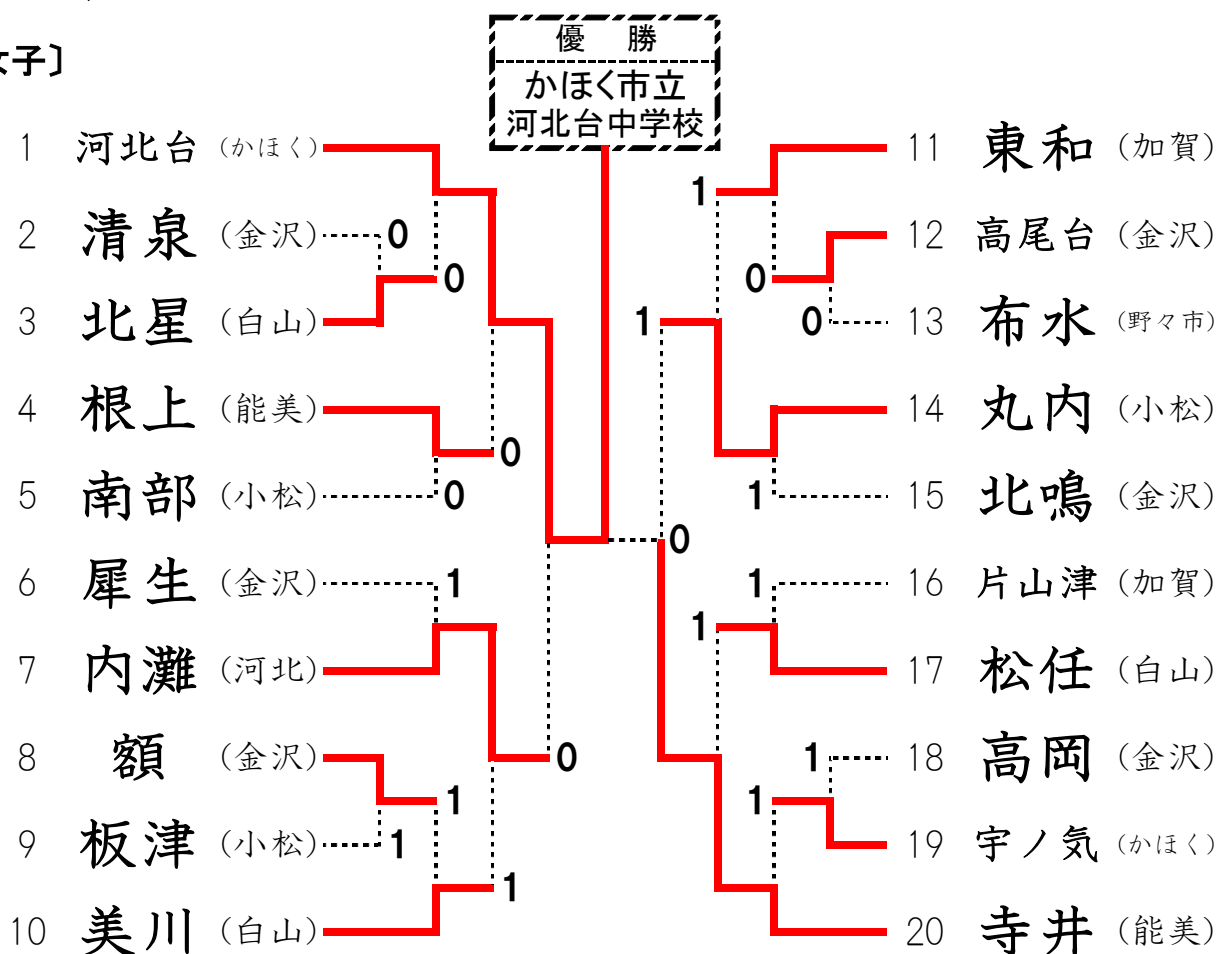 女子〕
優 勝
かほく市立
河北台中学校
1 河北台 (かほく)
2 清泉 (金沢) 0
3 北星 (白山) 0
4 根上 (能美) 0
5 南部 (小松) 0
6 犀生 (金沢) 1
7 内灘 (河北) 0
8 額 (金沢) 1
9 板津 (小松) 1
10 美川 (白山) 1
0
11 東和 (加賀) 1
12 高尾台 (金沢) 0
13 布水 (野々市) 0
14 丸内 (小松) 1
15 北鳴 (金沢) 1
16 片山津 (加賀) 1
17 松任 (白山) 1
18 高岡 (金沢) 1
19 宇ノ気 (かほく) 1
20 寺井 (能美)